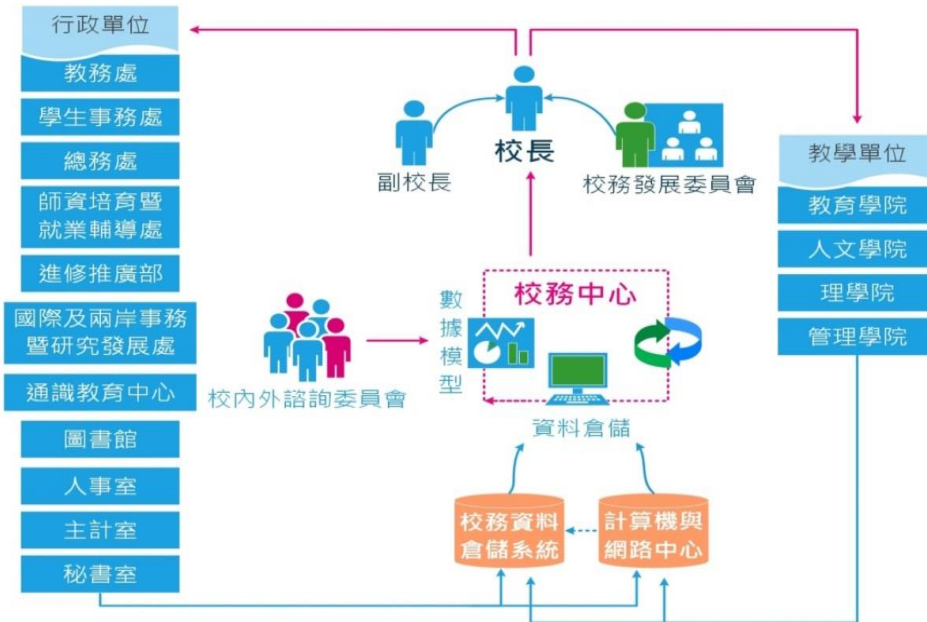 行政單位
教務處
學生事務處
總務處
師資培育暨
就業輔導處
進修推廣部
國際及兩岸事務
暨研究發展處
通識教育中心
圖書館
人事室
主計室
秘書室
校長
副校長
校務發展委員會
校務中心
數據模型
資料倉儲
校內外諮詢委員會
校務資料
倉儲系統
計算機與
網路中心
教學單位
教育學院
人文學院
理學院
管理學院